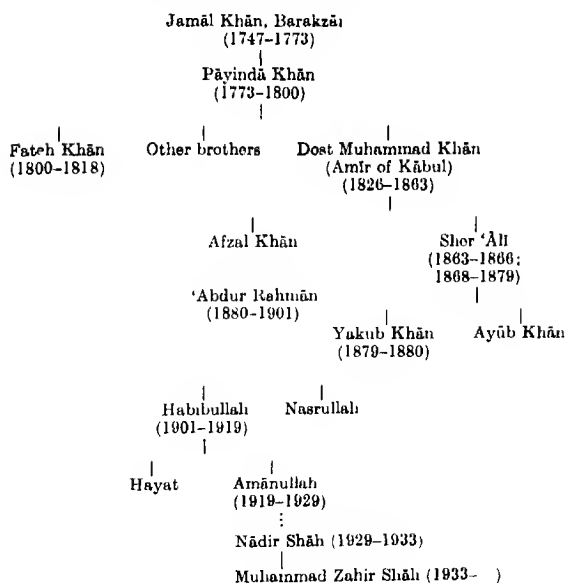 Jamāl Khān, Barakzāi
(1747–1773)
Pāyindā Khān
(1773–1800)
Fateh Khān Other brothers Dost Muhammad Khān
(1800–1818) (Amīr of Kābul)
(1826–1863)
Afzal Khān Sher ‘Ālī
(1863–1866;
1868–1879)
‘Abdur Rahmān
(1880–1901)
Yakub Khān Ayūb Khān
(1879–1880)
Habibullah Nasrullah
(1901–1919)
Hayat Amānullah
(1919–1929)
Nādir Shāh (1929–1933)
Muhammad Zahir Shāh (1933– )